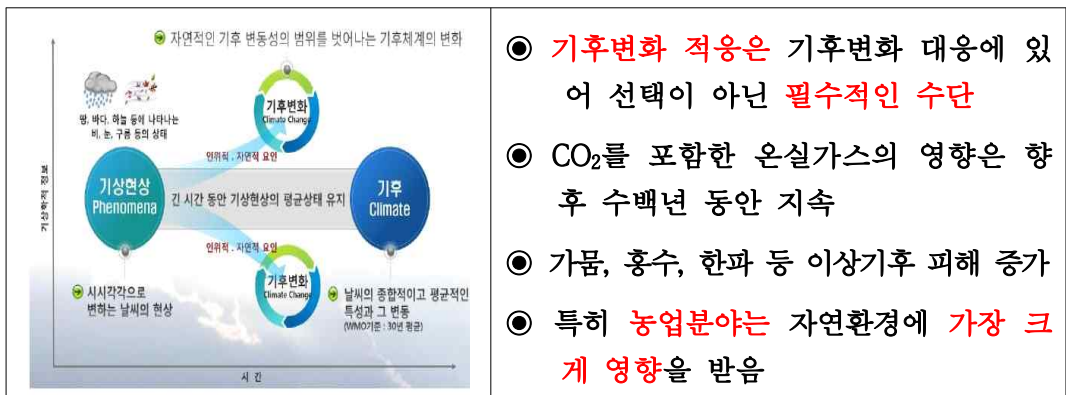 자연적인 기후 변동성의 범위를 벗어나는 기후체계의 변화
기후변화
Climate Change
땅, 바다, 하늘 등에 나타나는
비, 눈, 구름 등의 상태
인위적 . 자연적 요인
기상학적 정보
기상현상
Phenomena
긴 시간 동안 기상현상의 평균상태 유지
기후
Climate
인위적 . 자연적 요인
기후변화
Climate Change
시시각각으로
변하는 날씨의 현상
날씨의 종합적이고 평균적인
특성과 그 변동
(WMO기준 : 30년 평균)
시 간
◉ 기후변화 적응은 기후변화 대응에 있
어 선택이 아닌 필수적인 수단
◉ CO₂를 포함한 온실가스의 영향은 향
후 수백년 동안 지속
◉ 가뭄, 홍수, 한파 등 이상기후 피해 증가
◉ 특히 농업분야는 자연환경에 가장 크
게 영향을 받음